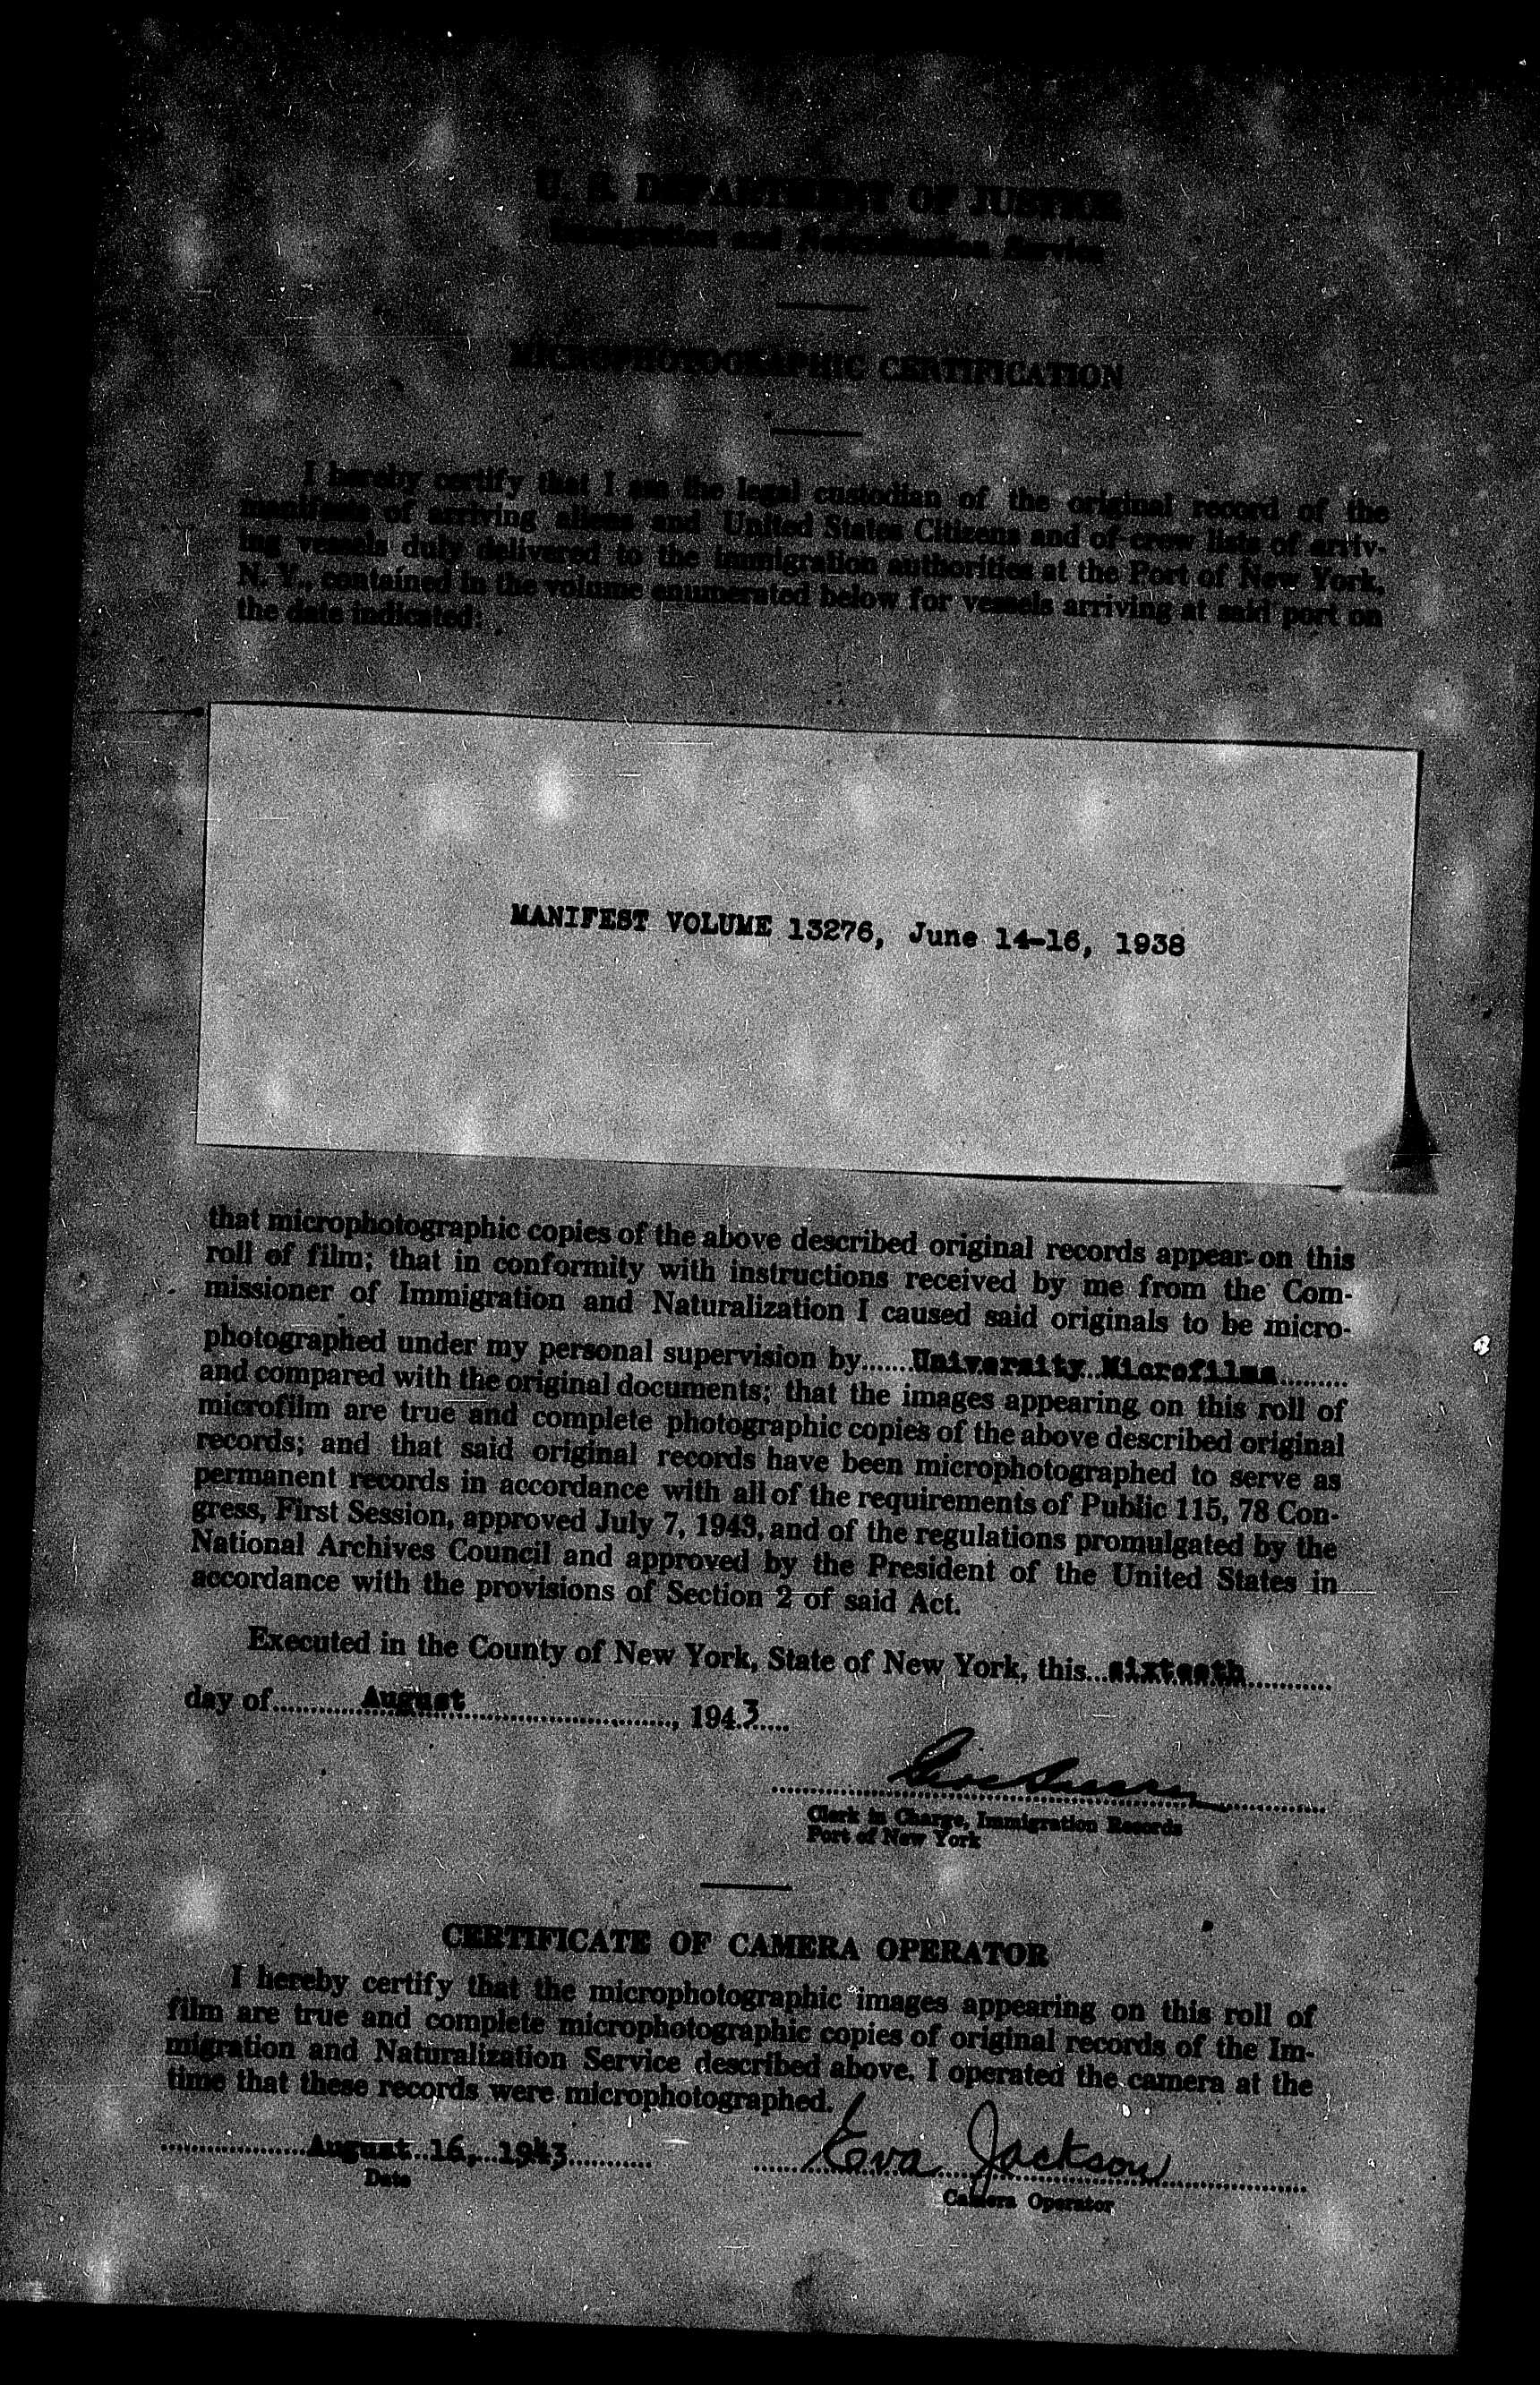 U. S. DEPARTMENT OF JUSTICE
Immigration and Naturalization Service
MICROPHOTOGRAPHIC CERTIFICATION
I hereby certify that I am the legal custodian of the original record of the
manifests of arriving aliens and United States Citizens and of crew lists of arriv-
ing vessels duly delivered to the immigration authorities at the Port of New York,
N. Y., contained in the volume enumerated below for vessels arriving at said port on
the date indicated:
MANIFEST VOLUME 13276, June 14-16, 1938
that microphotographic copies of the above described original records appear on this
roll of film; that in conformity with instructions received by me from the Com-
missioner of Immigration and Naturalization I caused said originals to be micro-
photographed under my personal supervision by.......University Microfilms..........
and compared with the original documents; that the images appearing on this roll of
microfilm are true and complete photographic copies of the above described original
records; and that said original records have been microphotographed to serve as
permanent records in accordance with all of the requirements of Public 115, 78 Con-
gress, First Session, approved July 7, 1943, and of the regulations promulgated by the
National Archives Council and approved by the President of the United States in
accordance with the provisions of Section 2 of said Act.
Executed in the County of New York, State of New York, this...sixteeth............
day of............August............................, 194.3.....
Clerk in Charge, Immigration Records
Port of New York
CERTIFICATE OF CAMERA OPERATOR
I hereby certify that the microphotographic images appearing on this roll of
film are true and complete microphotographic copies of original records of the Im-
migration and Naturalization Service described above. I operated the camera at the
time that these records were microphotographed.
August 16, 1943 Eva Jackson
Date Camera Operator